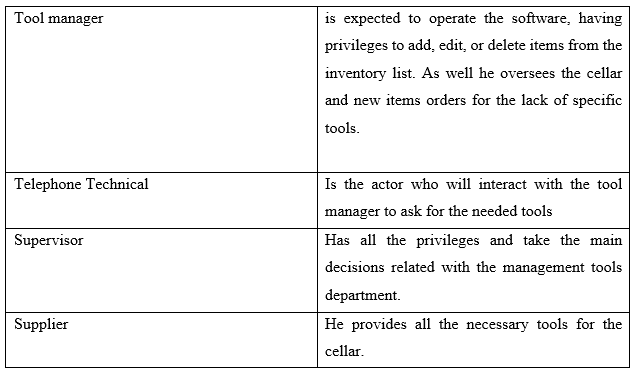 Tool manager
is expected to operate the software, having
privileges to add, edit, or delete items from the
inventory list. As well he oversees the cellar
and new items orders for the lack of specific
tools.
Telephone Technical
Is the actor who will interact with the tool
manager to ask for the needed tools
Supervisor
Has all the privileges and take the main
decisions related with the management tools
department.
Supplier
He provides all the necessary tools for the
cellar.